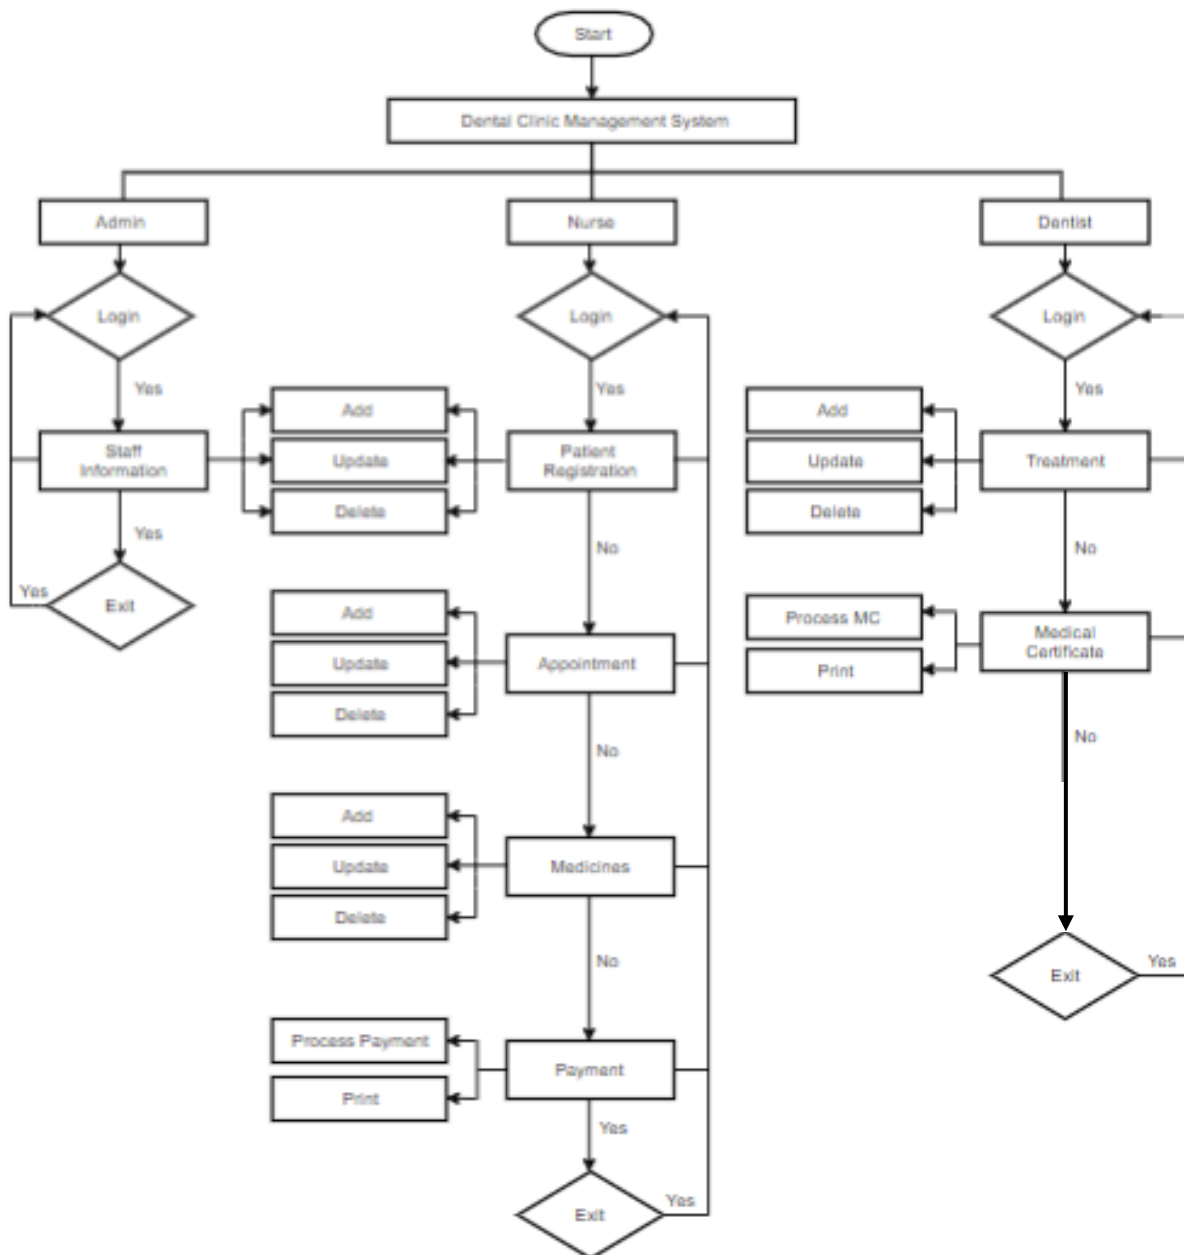 Start
Dental Clinic Management System
Admin
Nurse
Dentist
Login
Login
Login
Yes
Yes
Yes
Add
Add
Staff
Information
Update
Patient
Registration
Update
Treatment
Delete
Delete
Yes
No
No
Yes
Exit
Add
Process MC
Update
Appointment
Medical
Certificate
Print
Delete
No
No
Add
Update
Medicines
Delete
No
Exit
Yes
Process Payment
Payment
Print
Yes
Exit
Yes